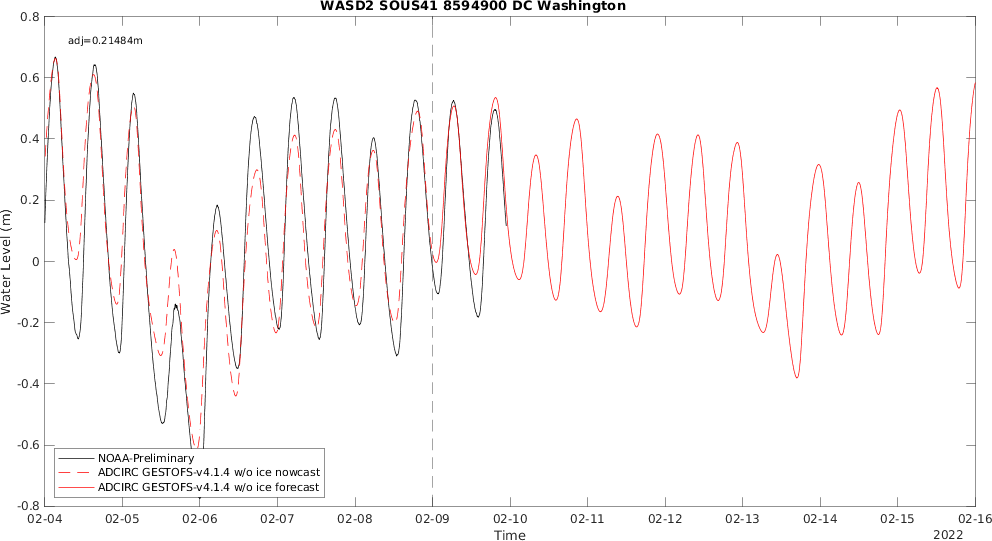 WASD2 SOUS41 8594900 DC Washington
adj=0.21484m
0.8
0.6
0.4
0.2
0
-0.2
-0.4
-0.6
-0.8
Water Level (m)
NOAA-Preliminary
ADCIRC GESTOFS-v4.1.4 w/o ice nowcast
ADCIRC GESTOFS-v4.1.4 w/o ice forecast
02-04 02-05 02-06 02-07 02-08 02-09 02-10 02-11 02-12 02-13 02-14 02-15 02-16
Time
2022